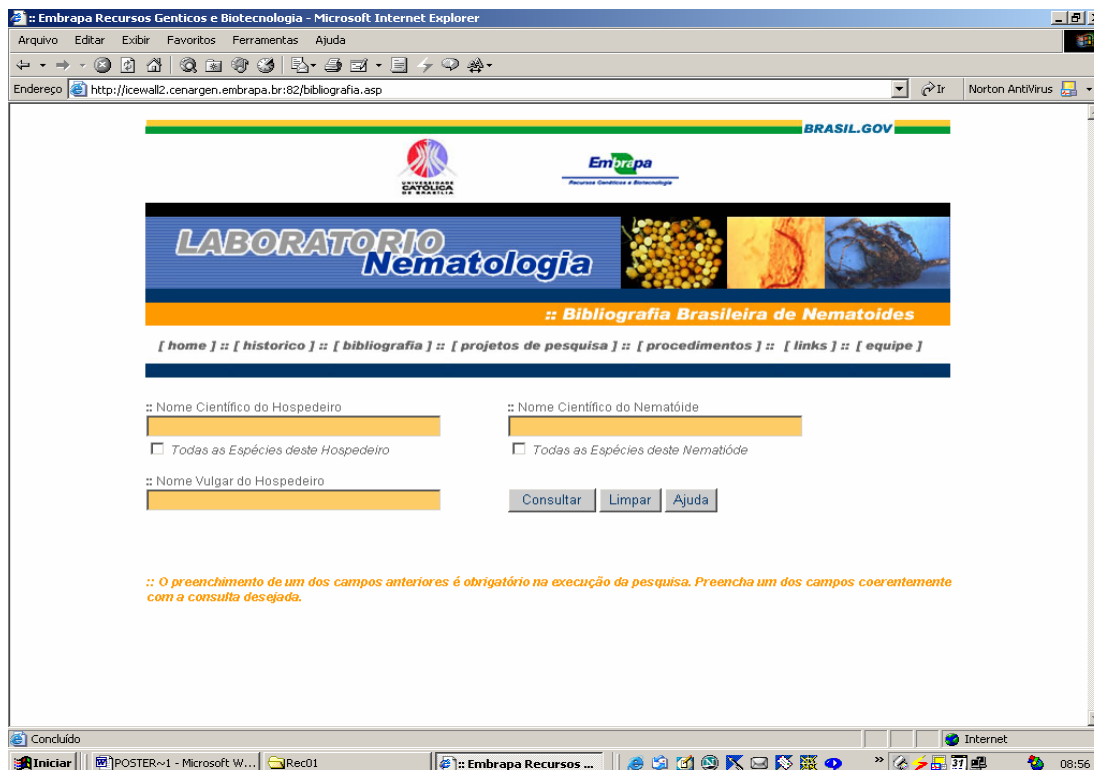 :: Embrapa Recursos Genticos e Biotecnologia - Microsoft Internet Explorer
Arquivo Editar Exibir Favoritos Ferramentas Ajuda
Endereço http://icewall2.cenargen.embrapa.br:82/bibliografia.asp Ir Norton AntiVirus
BRASIL.GOV
UNIVERSIDADE
CATÓLICA
DE BRASÍLIA
Embrapa
Recursos Genéticos e Biotecnologia
LABORATORIO
Nematologia
:: Bibliografia Brasileira de Nematoides
[ home ] :: [ historico ] :: [ bibliografia ] :: [ projetos de pesquisa ] :: [ procedimentos ] :: [ links ] :: [ equipe ]
:: Nome Científico do Hospedeiro :: Nome Científico do Nematóide
Todas as Espécies deste Hospedeiro Todas as Espécies deste Nematióde
:: Nome Vulgar do Hospedeiro
Consultar Limpar Ajuda
:: O preenchimento de um dos campos anteriores é obrigatório na execução da pesquisa. Preencha um dos campos coerentemente
com a consulta desejada.
Concluído Internet
Iniciar POSTER~1 - Microsoft W... Rec01 :: Embrapa Recursos ... » 31 08:56